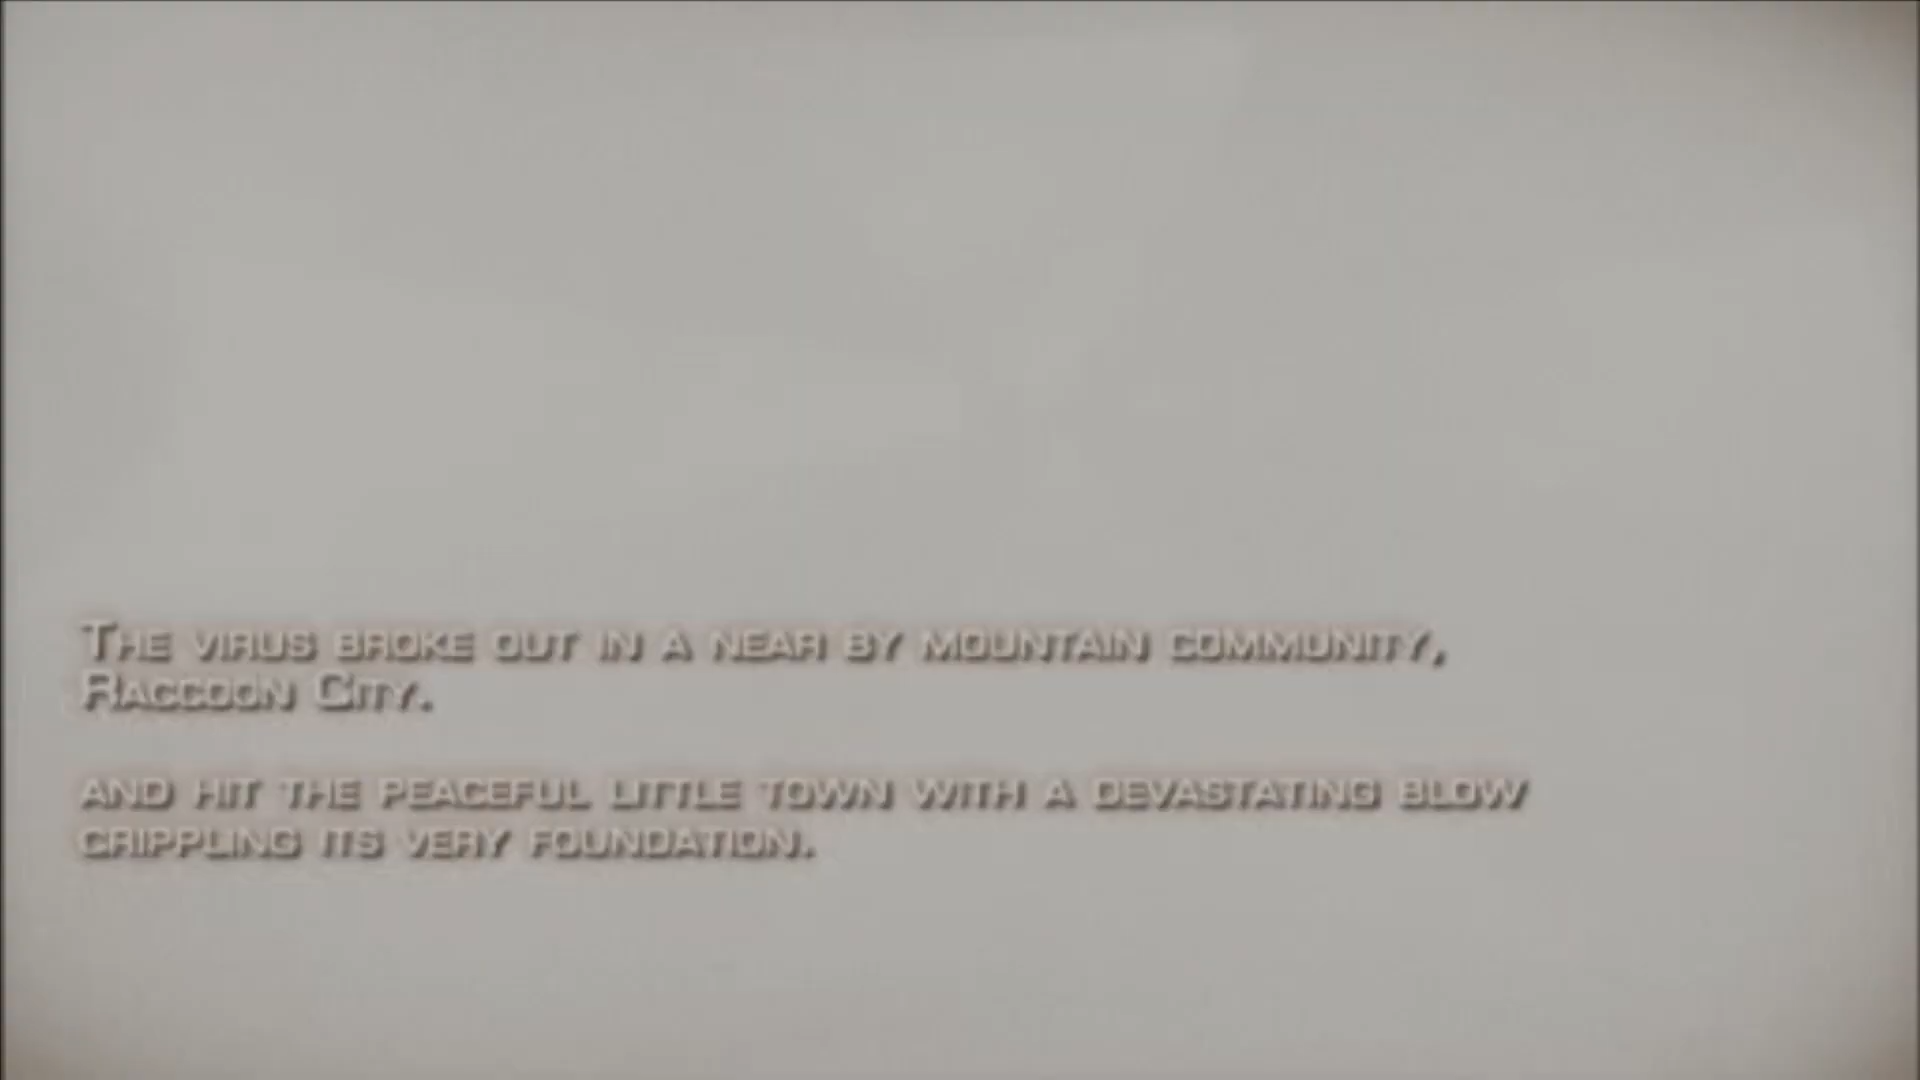 The virus broke out in a near by mountain community,
Raccoon City.
and hit the peaceful little town with a devastating blow
crippling its very foundation.